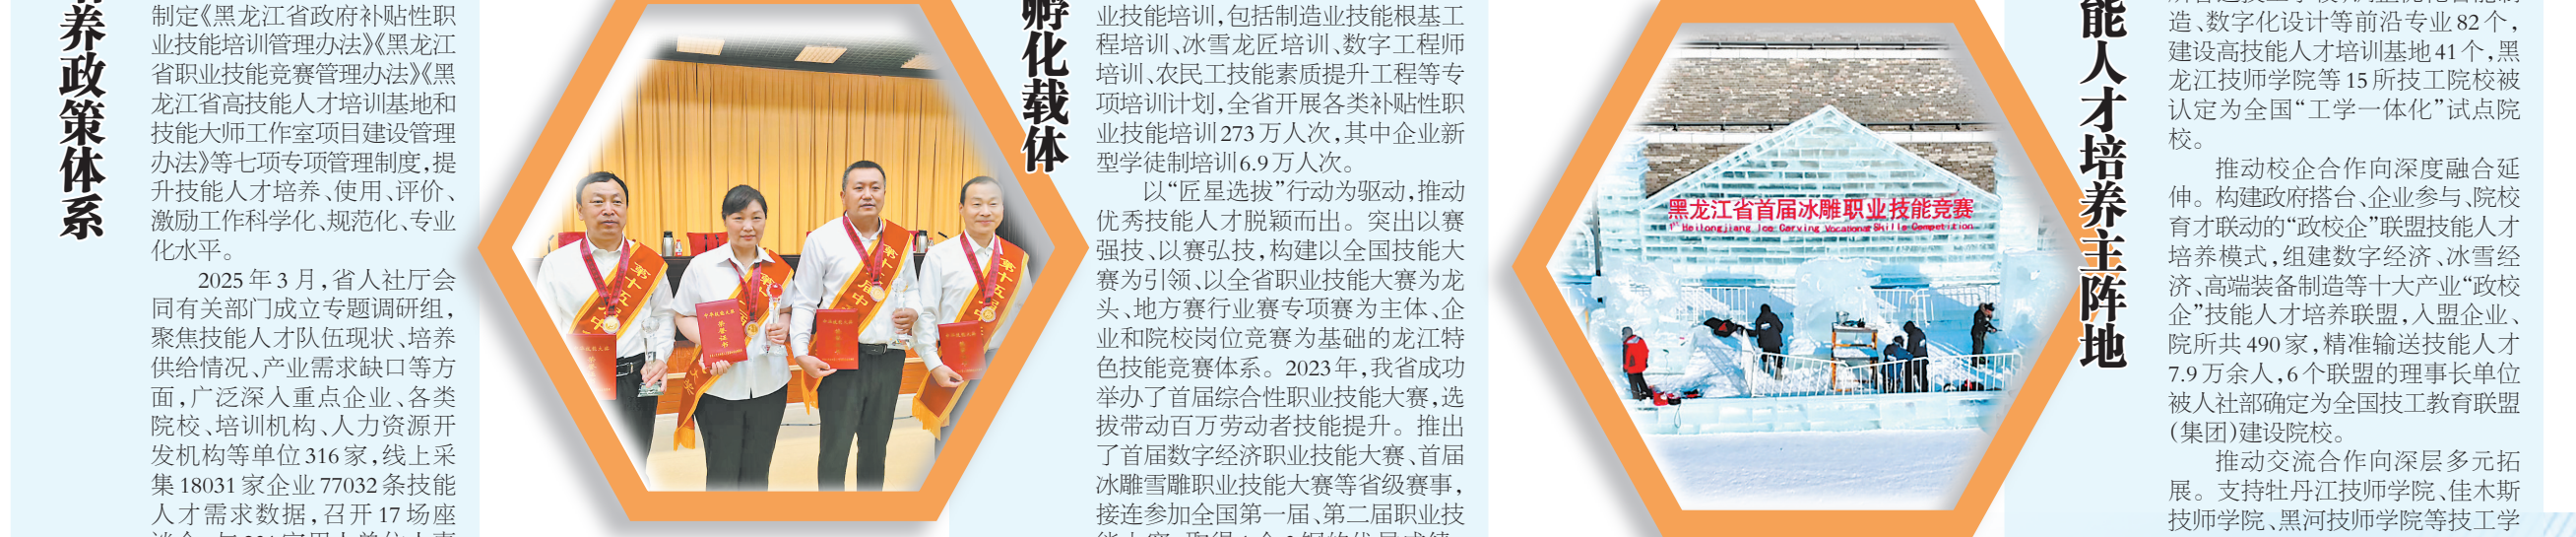 养政策体系
制定《黑龙江省政府补贴性职
业技能培训管理办法》《黑龙江
省职业技能竞赛管理办法》《黑
龙江省高技能人才培训基地和
技能大师工作室项目建设管理
办法》等七项专项管理制度,提
升技能人才培养、使用、评价、
激励工作科学化、规范化、专业
化水平。
2025年3月,省人社厅会
同有关部门成立专题调研组,
聚焦技能人才队伍现状、培养
供给情况、产业需求缺口等方
面,广泛深入重点企业、各类
院校、培训机构、人力资源开
发机构等单位316家,线上采
集18031家企业77032条技能
人才需求数据,召开17场座
第十五届中
中华技能大奖
荣誉证书
孵化载体
业技能培训,包括制造业技能根基工
程培训、冰雪龙匠培训、数字工程师
培训、农民工技能素质提升工程等专
项培训计划,全省开展各类补贴性职
业技能培训273万人次,其中企业新
型学徒制培训6.9万人次。
以“匠星选拔”行动为驱动,推动
优秀技能人才脱颖而出。突出以赛
强技、以赛弘技,构建以全国技能大
赛为引领、以全省职业技能大赛为龙
头、地方赛行业赛专项赛为主体、企
业和院校岗位竞赛为基础的龙江特
色技能竞赛体系。2023年,我省成功
举办了首届综合性职业技能大赛,选
拔带动百万劳动者技能提升。推出
了首届数字经济职业技能大赛、首届
冰雕雪雕职业技能大赛等省级赛事,
接连参加全国第一届、第二届职业技
黑龙江省首届冰雕职业技能竞赛
1st Heilongjiang Ice Carving Vocational Skills Competition
能人才培养主阵地
造、数字化设计等前沿专业82个,
建设高技能人才培训基地41个,黑
龙江技师学院等15所技工院校被
认定为全国“工学一体化”试点院
校。
推动校企合作向深度融合延
伸。构建政府搭台、企业参与、院校
育才联动的“政校企”联盟技能人才
培养模式,组建数字经济、冰雪经
济、高端装备制造等十大产业“政校
企”技能人才培养联盟,入盟企业、
院所共490家,精准输送技能人才
7.9万余人,6个联盟的理事长单位
被人社部确定为全国技工教育联盟
(集团)建设院校。
推动交流合作向深层多元拓
展。支持牡丹江技师学院、佳木斯
技师学院、黑河技师学院等技工学